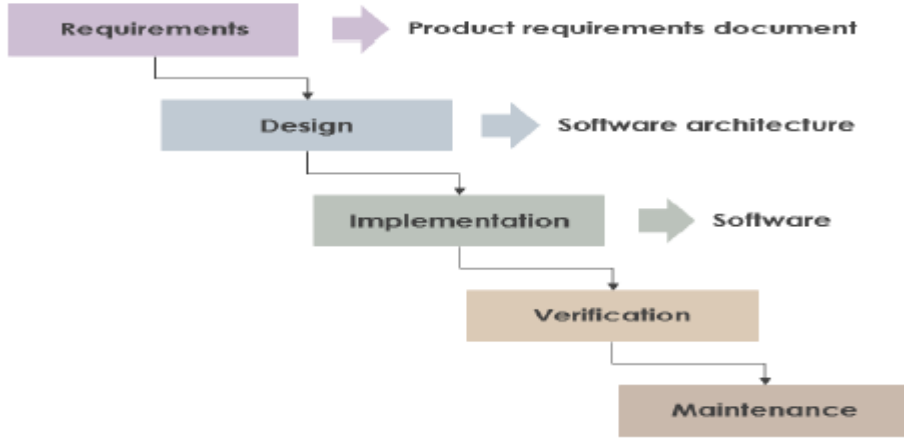 Requirements
Product requirements document
Design
Software architecture
Implementation
Software
Verification
Maintenance